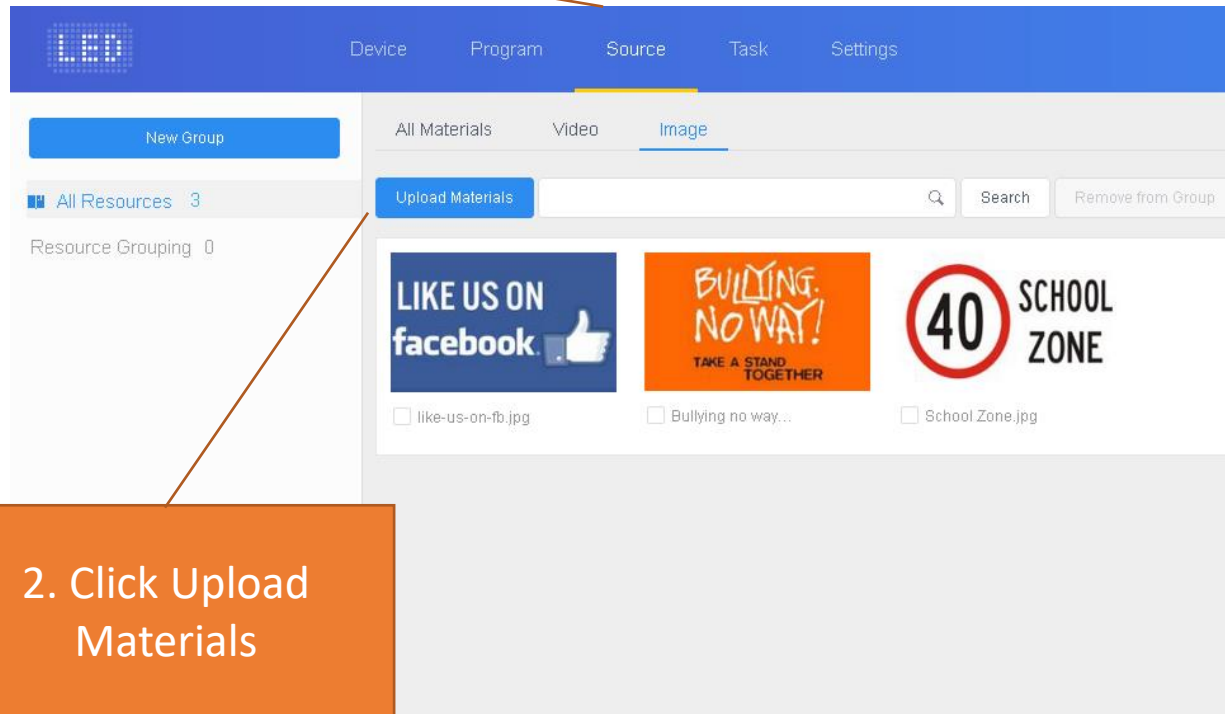 LED
Device Program Source Task Settings
New Group
All Resources 3
Resource Grouping 0
All Materials Video Image
Upload Materials
Search
Remove from Group
LIKE US ON
facebook
BULLYING.
NO WAY!
TAKE A STAND
TOGETHER
40
SCHOOL
ZONE
like-us-on-fb.jpg
Bullying no way...
School Zone.jpg
2. Click Upload
Materials